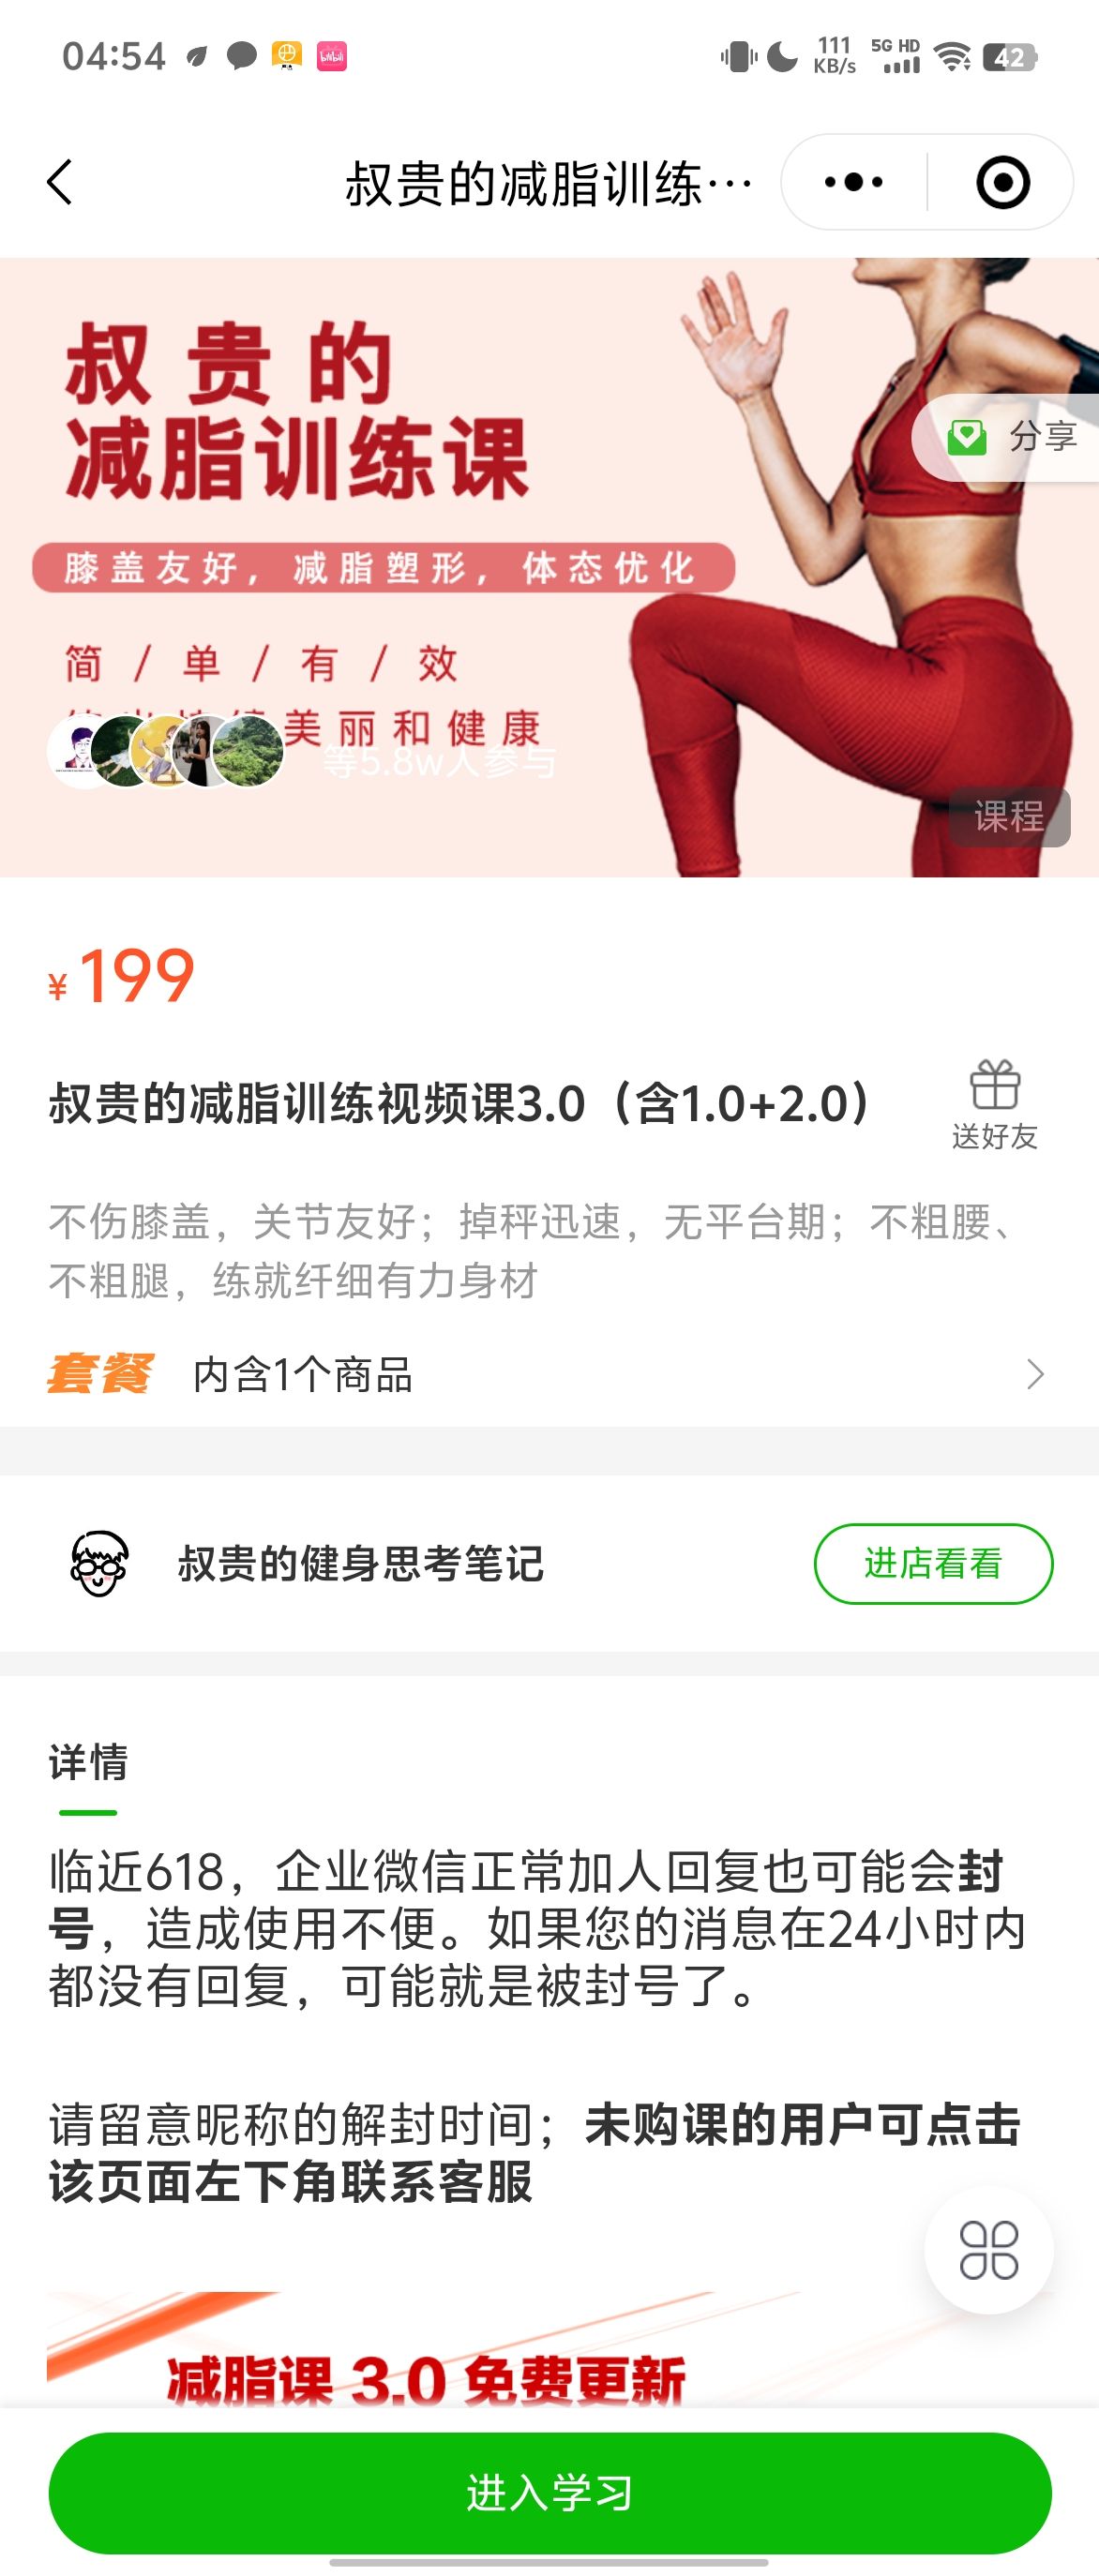 04:54
111
KB/s
5G HD
42
叔贵的减脂训练···
叔贵的
减脂训练课
分享
膝盖友好，减脂塑形，体态优化
简/单/有/效
美丽和健康
等5.8w人参与
课程
¥199
叔贵的减脂训练视频课3.0（含1.0+2.0）
送好友
不伤膝盖，关节友好；掉秤迅速，无平台期；不粗腰、
不粗腿，练就纤细有力身材
套餐 内含1个商品
叔贵的健身思考笔记
进店看看
详情
临近618，企业微信正常加人回复也可能会封
号，造成使用不便。如果您的消息在24小时内
都没有回复，可能就是被封号了。
请留意昵称的解封时间；未购课的用户可点击
该页面左下角联系客服
减脂课 3.0 免费更新
进入学习